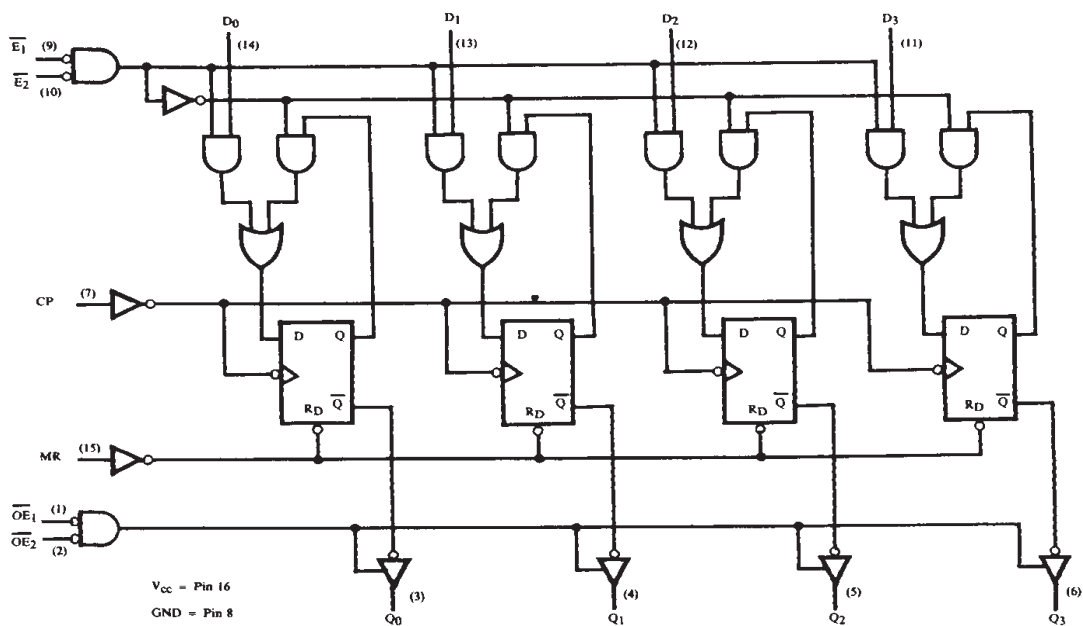 D0 D1 D2 D3
(14) (13) (12) (11)
E1 (9)
E2 (10)
CP (7)
D Q D Q D Q D Q
RD Q RD Q RD Q RD Q
MR (15)
OE1 (1)
OE2 (2)
VCC = Pin 16
GND = Pin 8
(3) (4) (5) (6)
Q0 Q1 Q2 Q3